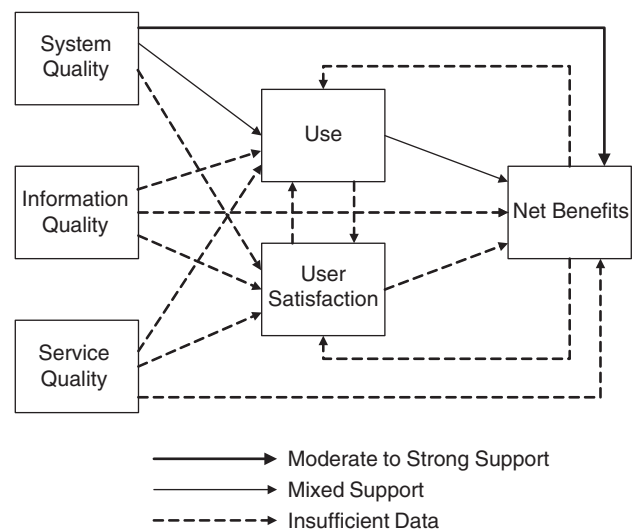 System
Quality
Use
Information
Quality
Net Benefits
User
Satisfaction
Service
Quality
Moderate to Strong Support
Mixed Support
Insufficient Data